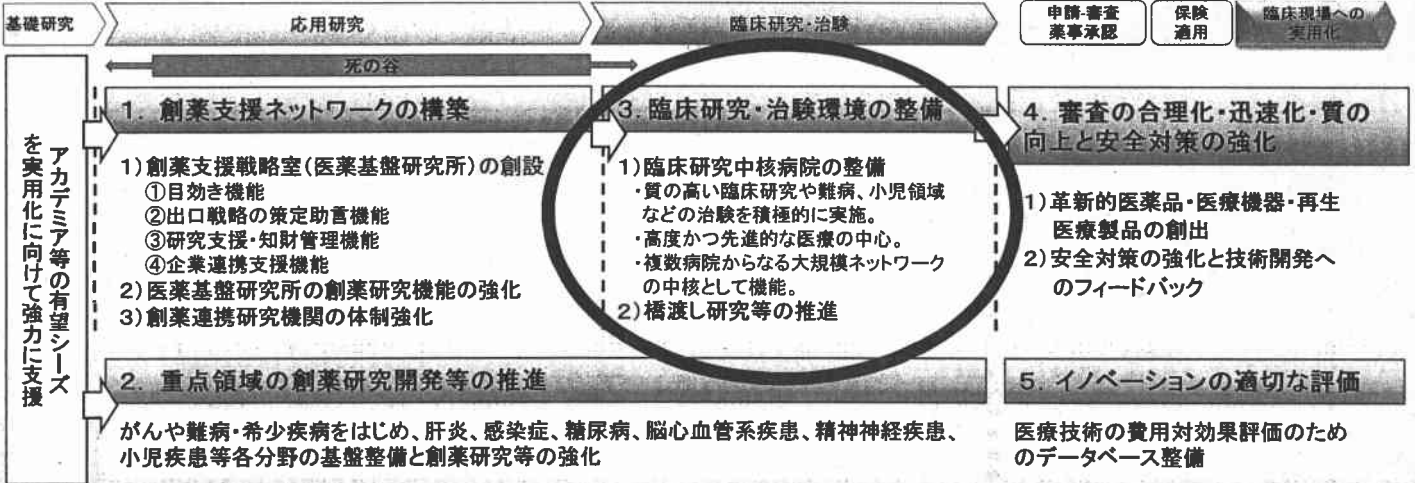 基礎研究
応用研究
臨床研究・治験
申請・審査
薬事承認
保険
適用
臨床現場への
実用化
死の谷
アカデミア等の有望シーズ
を実用化に向けて強力に支援
1. 創薬支援ネットワークの構築
1)創薬支援戦略室(医薬基盤研究所)の創設
①目効き機能
②出口戦略の策定助言機能
③研究支援・知財管理機能
④企業連携支援機能
2)医薬基盤研究所の創薬研究機能の強化
3)創薬連携研究機関の体制強化
3. 臨床研究・治験環境の整備
1)臨床研究中核病院の整備
・質の高い臨床研究や難病、小児領域
などの治験を積極的に実施。
・高度かつ先進的な医療の中心。
・複数病院からなる大規模ネットワーク
の中核として機能。
2)橋渡し研究等の推進
4. 審査の合理化・迅速化・質の
向上と安全対策の強化
1)革新的医薬品・医療機器・再生
医療製品の創出
2)安全対策の強化と技術開発へ
のフィードバック
2. 重点領域の創薬研究開発等の推進
がんや難病・希少疾病をはじめ、肝炎、感染症、糖尿病、脳心血管系疾患、精神神経疾患、
小児疾患等各分野の基盤整備と創薬研究等の強化
5. イノベーションの適切な評価
医療技術の費用対効果評価のため
のデータベース整備